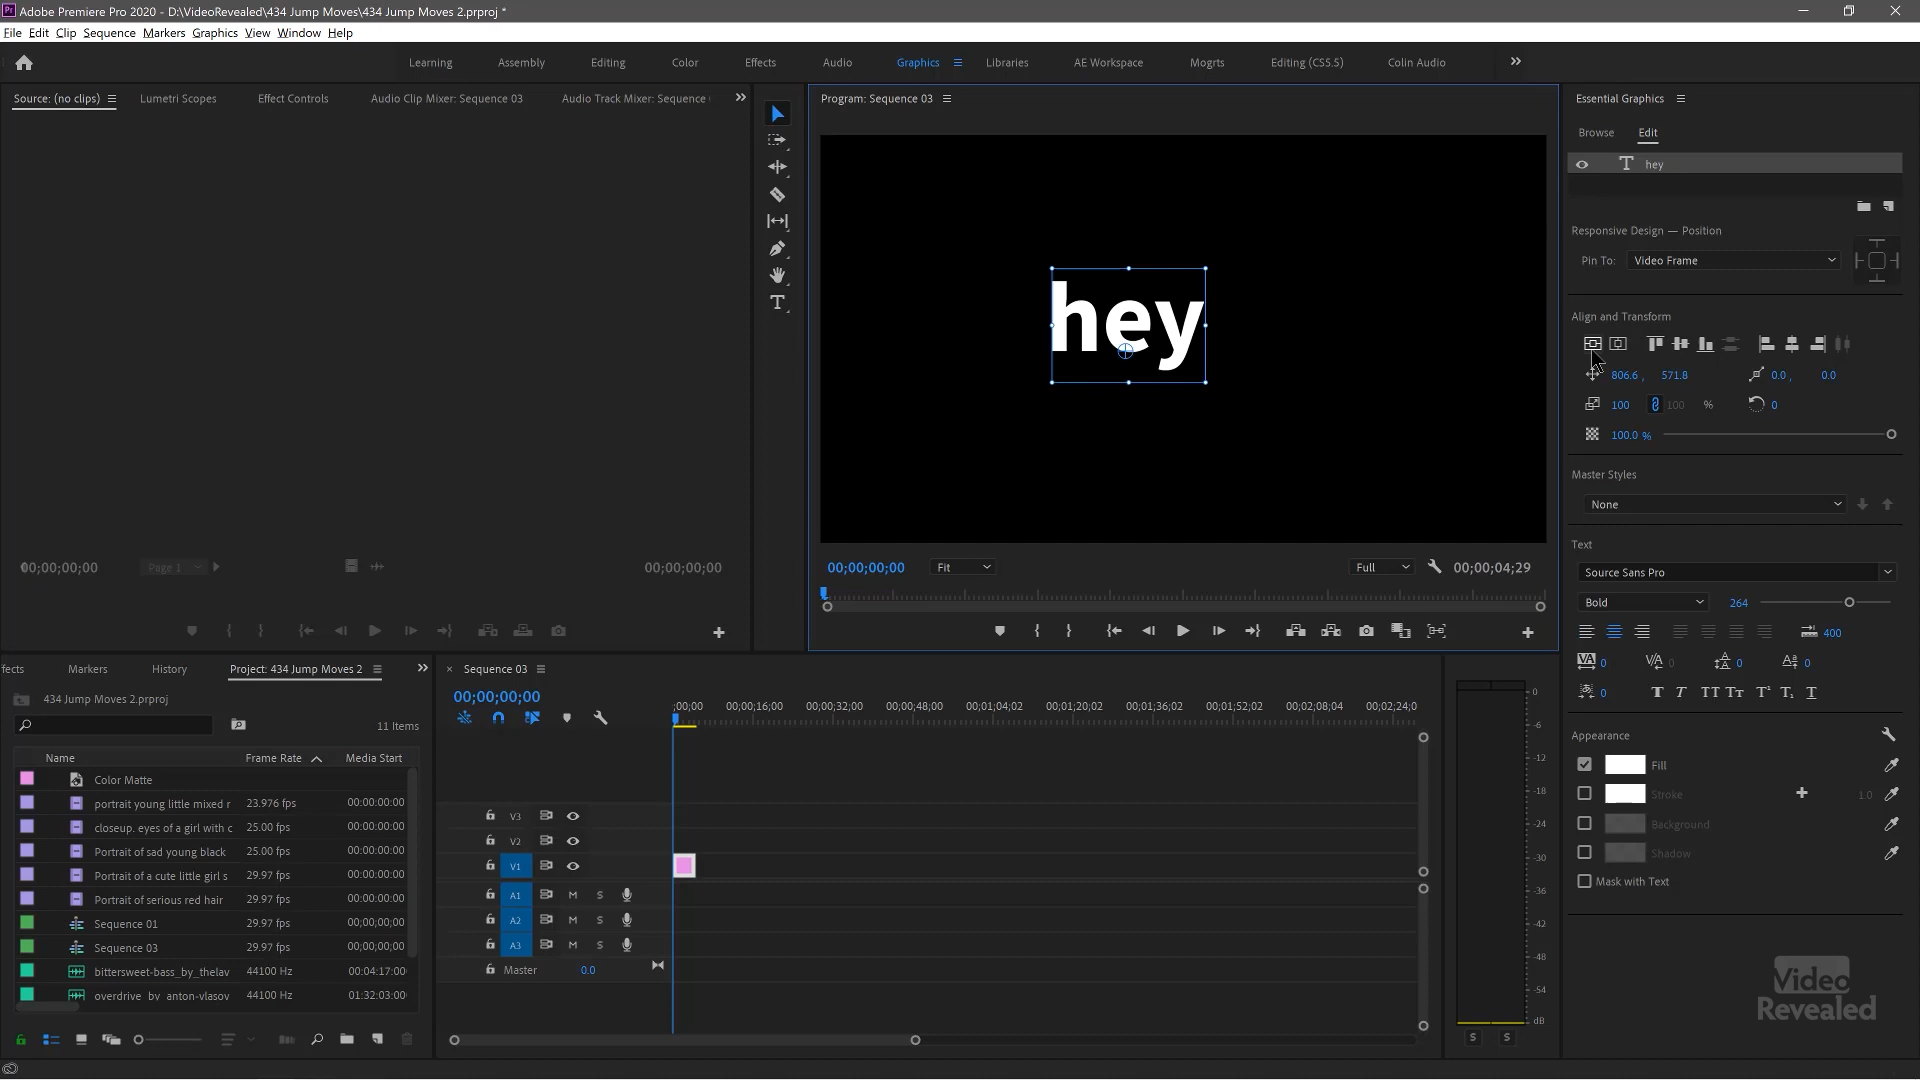 Adobe Premiere Pro 2020 - D:\VideoRevealed\434 Jump Moves\434 Jump Moves 2.prproj *
File Edit Clip Sequence Markers Graphics View Window Help
Learning Assembly Editing Color Effects Audio Graphics Libraries AE Workspace Mogrts Editing (CS5.5) Colin Audio
Source: (no clips) Lumetri Scopes Effect Controls Audio Clip Mixer: Sequence 03 Audio Track Mixer: Sequence
Program: Sequence 03
hey
00;00;00;00 Fit Full 00;00;04;29
00;00;00;00 Page 1 00;00;00;00
Essential Graphics
Browse Edit
hey
Responsive Design — Position
Pin To: Video Frame
Align and Transform
806.6 , 571.8 0.0 , 0.0
100 100 % 0
100.0 %
Master Styles
None
Text
Source Sans Pro
Bold 264
400
0 0 0 0
0
Appearance
Fill
Stroke 1.0
Background
Shadow
Mask with Text
fects Markers History Project: 434 Jump Moves 2
434 Jump Moves 2.prproj
11 Items
Name Frame Rate Media Start
Color Matte
portrait young little mixed r 23.976 fps 00:00:00:00
closeup. eyes of a girl with c 25.00 fps 00:00:00:00
Portrait of sad young black 25.00 fps 00:00:00:00
Portrait of a cute little girl s 29.97 fps 00:00:00:00
Portrait of serious red hair 29.97 fps 00:00:00:00
Sequence 01 29.97 fps 00;00;00;00
Sequence 03 29.97 fps 00;00;00;00
bittersweet-bass_by_thelav 44100 Hz 00:04:17:00
overdrive_by_anton-vlasov 44100 Hz 01:32:03:00
× Sequence 03
00;00;00;00
;00;00 00;00;16;00 00;00;32;00 00;00;48;00 00;01;04;02 00;01;20;02 00;01;36;02 00;01;52;02 00;02;08;04 00;02;24;0
V3
V2
V1
A1 M S
A2 M S
A3 M S
Master 0.0
0
-6
-12
-18
-24
-30
-36
-42
-48
-54
dB
S S
Video
Revealed